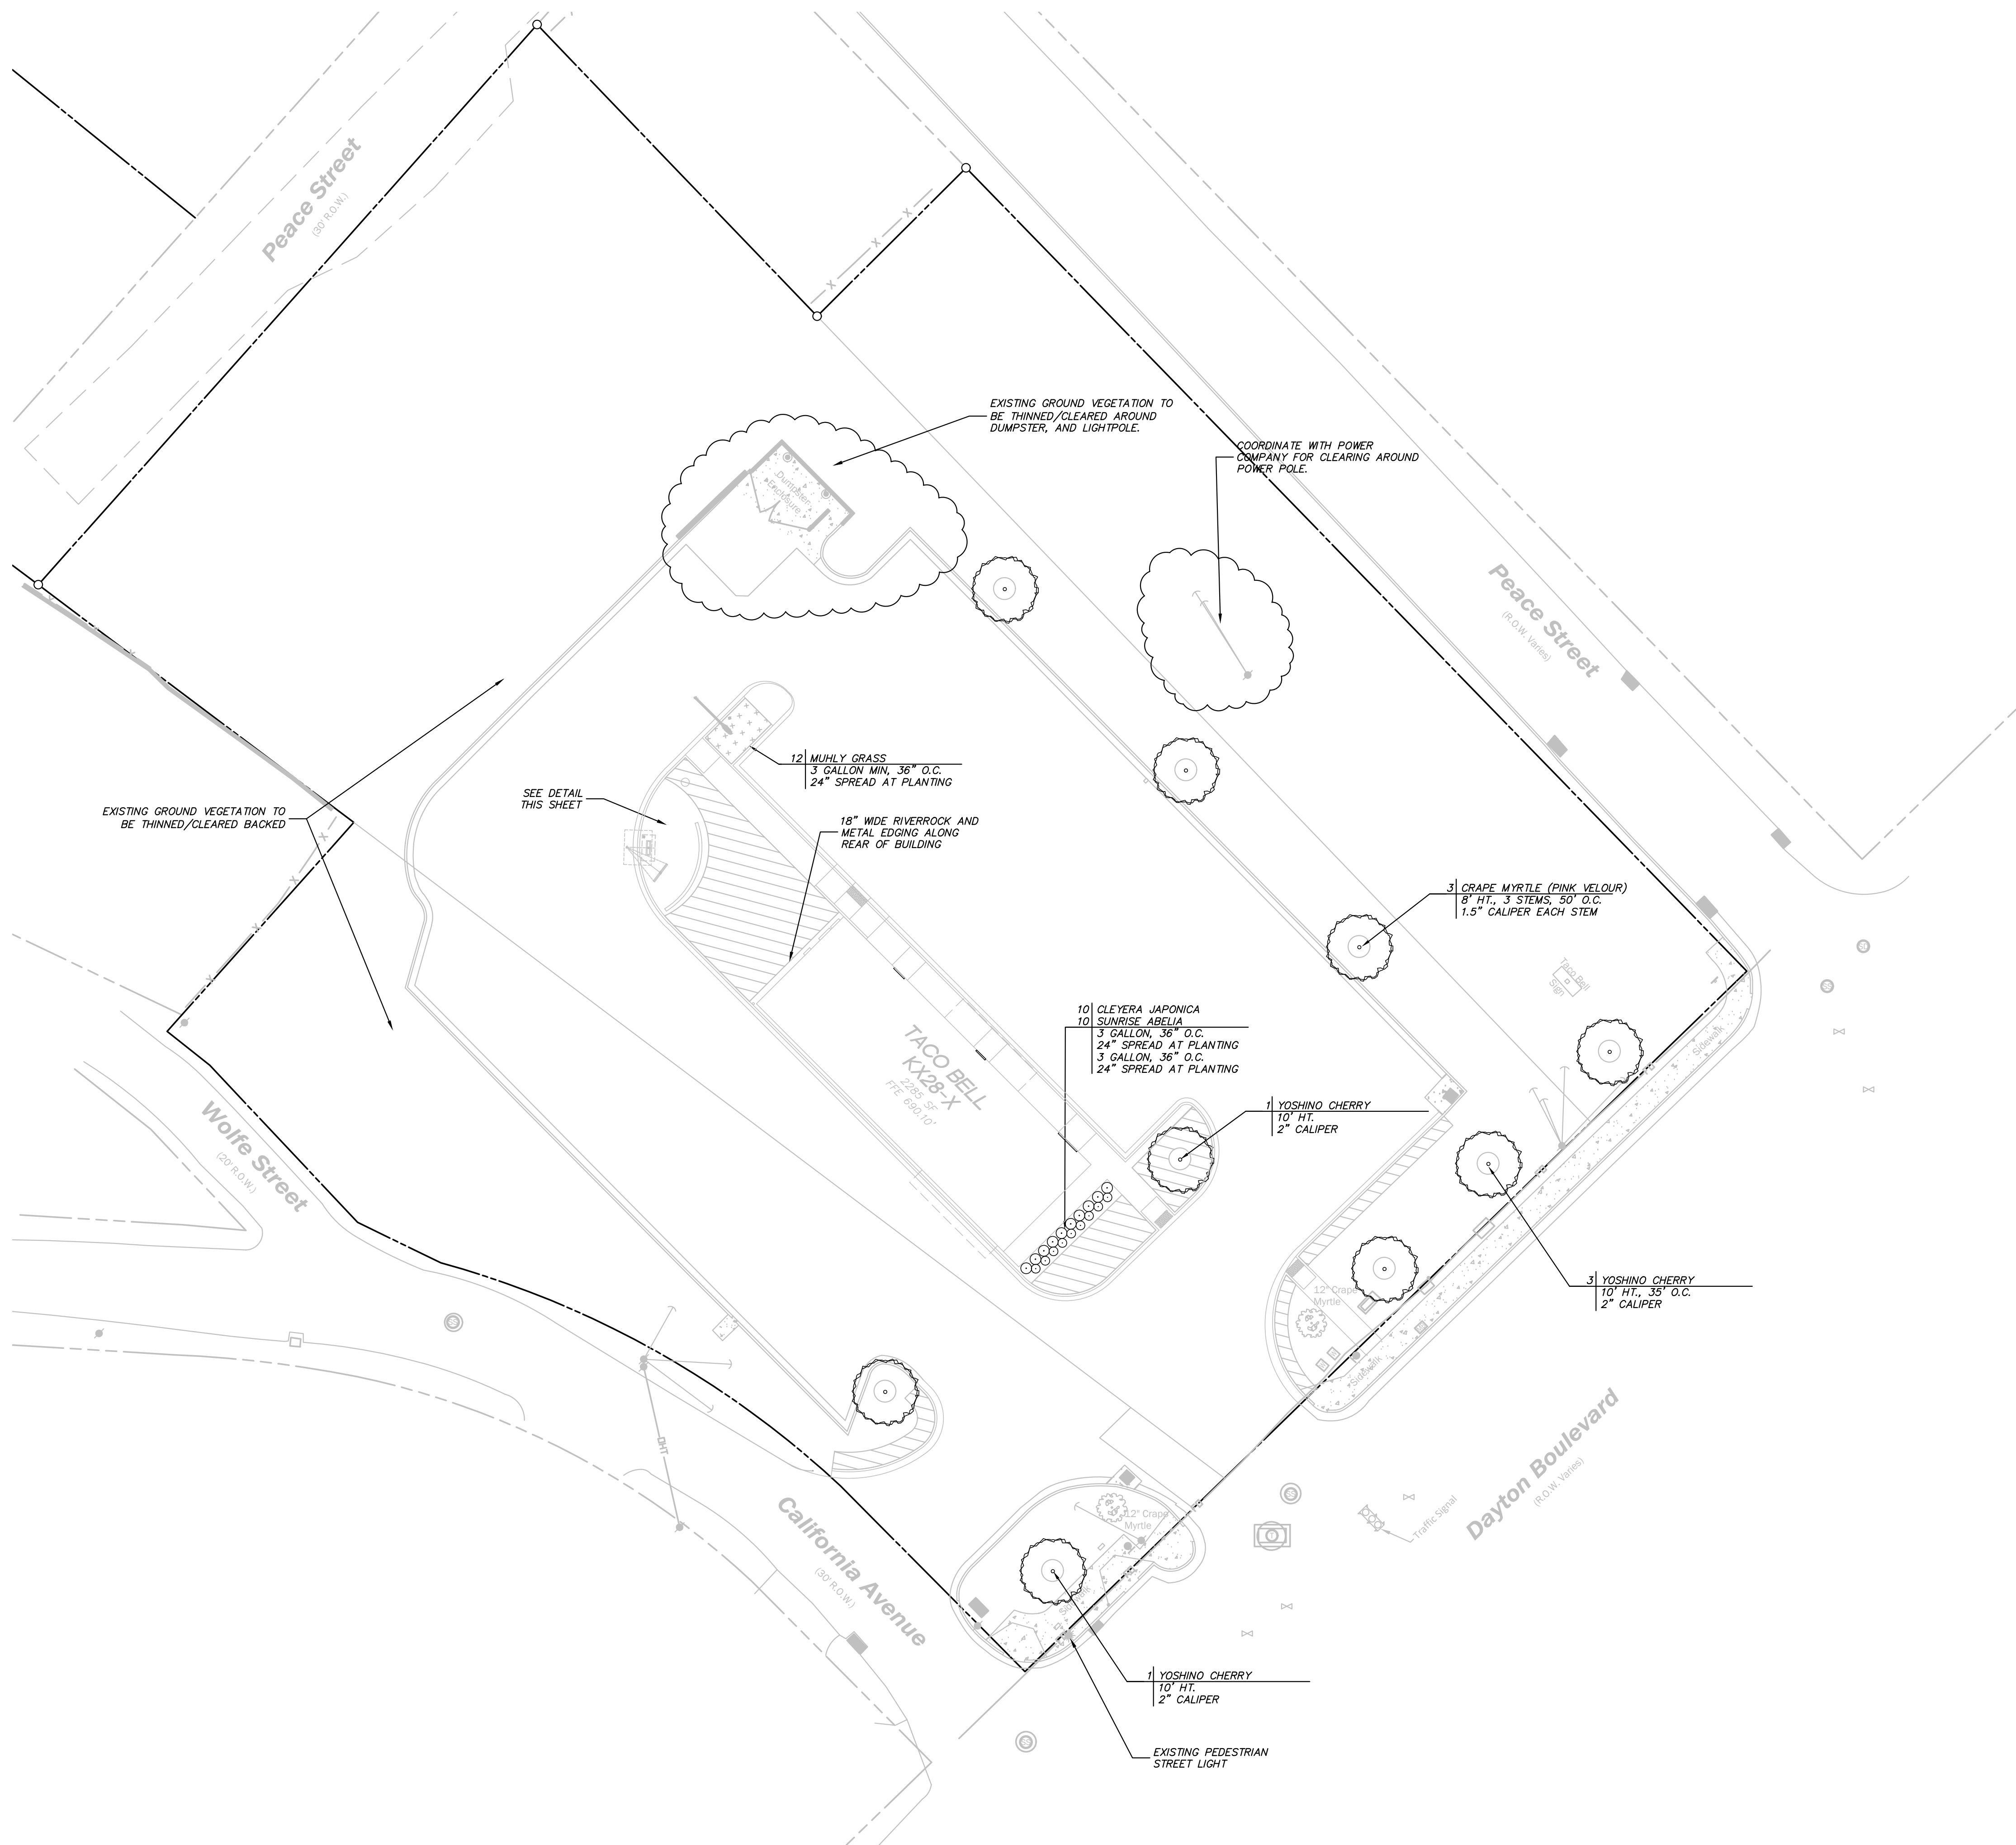 Peace Street
(30' R.O.W.)
EXISTING GROUND VEGETATION TO
BE THINNED/CLEARED AROUND
DUMPSTER, AND LIGHTPOLE.
COORDINATE WITH POWER
COMPANY FOR CLEARING AROUND
POWER POLE.
Dumpster
Enclosure
Peace Street
(R.O.W. Varies)
12 MUHLY GRASS
3 GALLON MIN, 36" O.C.
24" SPREAD AT PLANTING
SEE DETAIL
THIS SHEET
EXISTING GROUND VEGETATION TO
BE THINNED/CLEARED BACKED
18" WIDE RIVERROCK AND
METAL EDGING ALONG
REAR OF BUILDING
3 CRAPE MYRTLE (PINK VELOUR)
8' HT., 3 STEMS, 50' O.C.
1.5" CALIPER EACH STEM
Taco Bell
Sign
10 CLEYERA JAPONICA
10 SUNRISE ABELIA
3 GALLON, 36" O.C.
24" SPREAD AT PLANTING
3 GALLON, 36" O.C.
24" SPREAD AT PLANTING
TACO BELL
KX28-X
2285 SF
FFE 690.10'
Sidewalk
1 YOSHINO CHERRY
10' HT.
2" CALIPER
Wolfe Street
(20' R.O.W.)
3 YOSHINO CHERRY
10' HT., 35' O.C.
2" CALIPER
12" Crape
Myrtle
Sidewalk
OHT
Dayton Boulevard
(R.O.W. Varies)
Traffic Signal
12" Crape
Myrtle
Sidewalk
California Avenue
(30' R.O.W.)
1 YOSHINO CHERRY
10' HT.
2" CALIPER
EXISTING PEDESTRIAN
STREET LIGHT